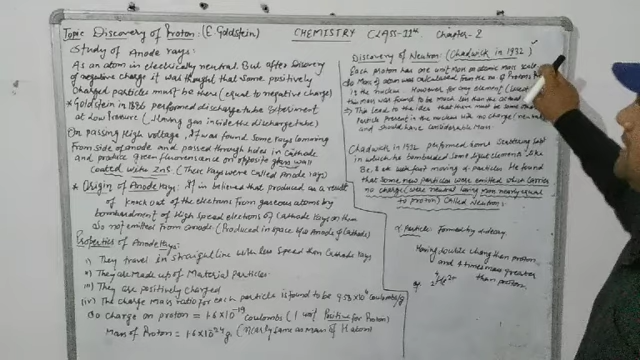 Topic Discovery of Proton: (E. Goldstein)
CHEMISTRY CLASS-11th Chapter-2
Study of Anode rays:
As an atom in electrically neutral. But after discovery
of negative charge it was thought that some positively
charged particles must be there (equal to negative charge)
* Goldstein in 1886 performed discharge tube Experiment
at low pressure (having gas inside the discharge tube)
On passing High voltage, it was found some rays coming
from side of anode and passed through holes in cathode
and produce green fluorescence on opposite glass wall
coated with ZnS (These rays were called Anode rays)
* Origin of Anode rays: It is believed that produced as a result
of knock out of the electrons from gaseous atoms by
bombardment of High speed electrons of Cathode rays on them
so not emitted from anode (Produced in space b/w Anode & Cathode)
Properties of Anode Rays:
i) They travel in straight line with less speed than Cathode Rays
ii) They are made up of Material Particles
iii) They are positively charged
(iv) The charge mass ratio for each particle is found to be 9.58×10⁴ coulombs/g
So charge on proton = 1.6×10⁻¹⁹ Coulombs (1 unit Positive for Proton)
Mass of Proton = 1.6×10⁻²⁴ g (nearly same as mass of H atom)
Discovery of Neutron: (Chadwick in 1932)
Each proton has one unit mass on atomic mass scale
So Mass of atom was calculated from the no of Protons
is the nucleus. However for any element (
this mass was found to be much less than the actual
⇒ This lead to the idea that there must be some other
Particle present in the nucleus with no charge (neutral
and should have considerable mass
Chadwick in 1932 performed some scattering Expt
in which he bombarded some light elements like
Be, B etc with fast moving α Particles. He found
that some new particles were emitted which carries
no charge (were neutral having mass nearly equal
to proton) Called Neutron.
α Particle: Formed by
Having double charge than proton
and 4 times mass greater
than proton.
⁴₂He²⁺